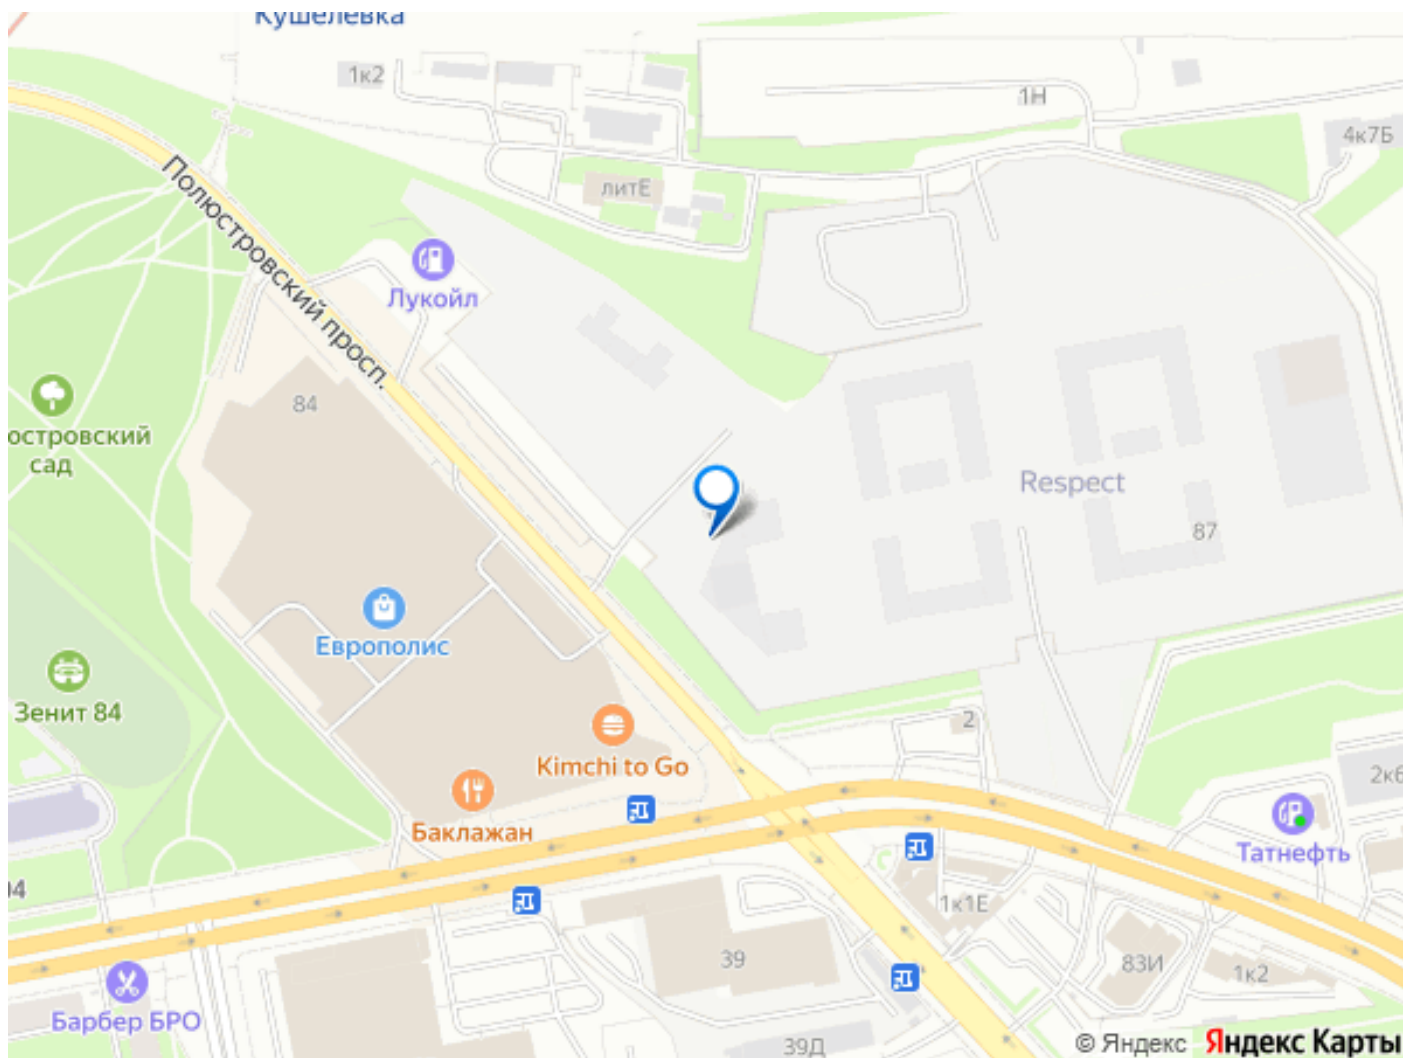 Кушелевка
1к2
1Н
4к7Б
литЕ
Полюстровский просп.
Лукойл
84
островский
сад
Respect
87
Европолис
Зенит 84
2
Kimchi to Go
2к6
Баклажан
Татнефть
04
1к1Е
39
83И
1к2
Барбер БРО
39Д
© Яндекс Яндекс Карты